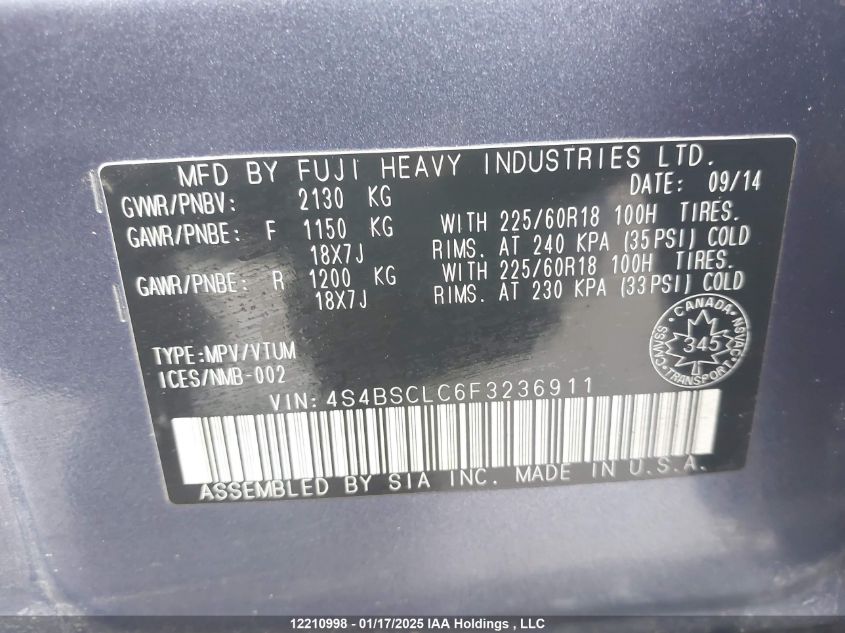 MFD BY FUJI HEAVY INDUSTRIES LTD.
DATE: 09/14
GVWR/PNBV: 2130 KG
GAWR/PNBE: F 1150 KG WITH 225/60R18 100H TIRES.
18X7J RIMS. AT 240 KPA (35PSI) COLD
GAWR/PNBE: R 1200 KG WITH 225/60R18 100H TIRES.
18X7J RIMS. AT 230 KPA (33PSI) COLD
CANADA
CMVSS 345 NSVAC
TRANSPORT
TYPE:MPV/VTUM
ICES/NMB-002
VIN: 4S4BSCLC6F3236911
ASSEMBLED BY SIA INC. MADE IN U.S.A.
12210998 - 01/17/2025 IAA Holdings , LLC